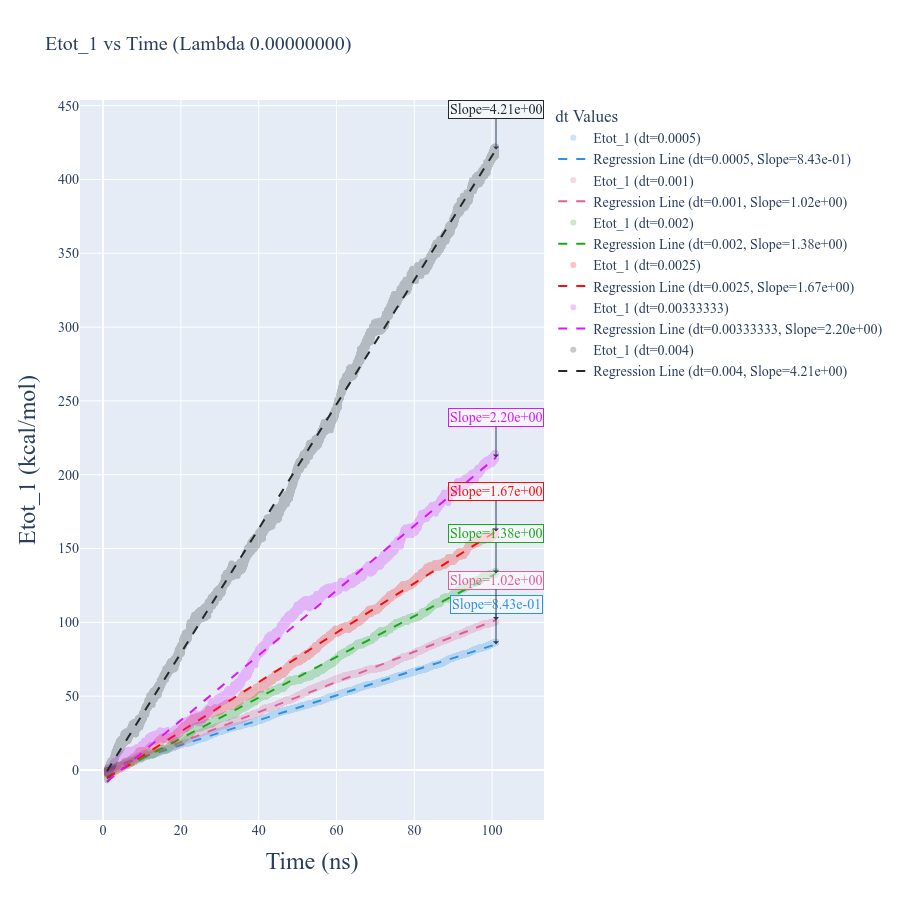 Etot_1 vs Time (Lambda 0.00000000)
450
400
350
300
250
200
150
100
50
0
Etot_1 (kcal/mol)
0
20
40
60
80
100
Time (ns)
Slope=4.21e+00
Slope=2.20e+00
Slope=1.67e+00
Slope=1.38e+00
Slope=1.02e+00
Slope=8.43e-01
dt Values
Etot_1 (dt=0.0005)
Regression Line (dt=0.0005, Slope=8.43e-01)
Etot_1 (dt=0.001)
Regression Line (dt=0.001, Slope=1.02e+00)
Etot_1 (dt=0.002)
Regression Line (dt=0.002, Slope=1.38e+00)
Etot_1 (dt=0.0025)
Regression Line (dt=0.0025, Slope=1.67e+00)
Etot_1 (dt=0.00333333)
Regression Line (dt=0.00333333, Slope=2.20e+00)
Etot_1 (dt=0.004)
Regression Line (dt=0.004, Slope=4.21e+00)